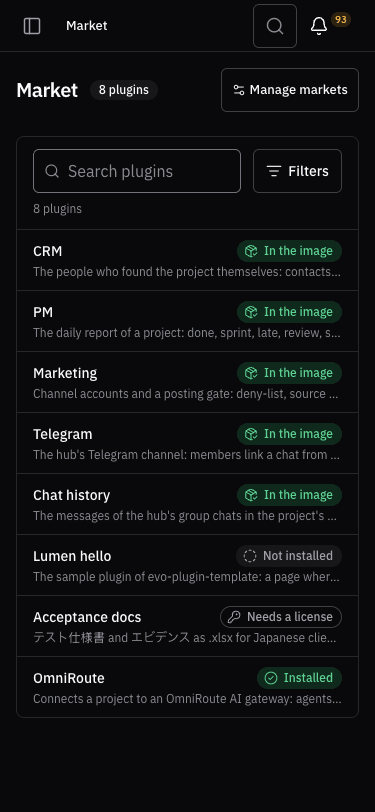 Market
93
Market
8 plugins
Manage markets
Search plugins
Filters
8 plugins
CRM
In the image
The people who found the project themselves: contacts...
PM
In the image
The daily report of a project: done, sprint, late, review, s...
Marketing
In the image
Channel accounts and a posting gate: deny-list, source ...
Telegram
In the image
The hub's Telegram channel: members link a chat from ...
Chat history
In the image
The messages of the hub's group chats in the project's ...
Lumen hello
Not installed
The sample plugin of evo-plugin-template: a page wher...
Acceptance docs
Needs a license
テスト仕様書 and エビデンス as .xlsx for Japanese clie...
OmniRoute
Installed
Connects a project to an OmniRoute AI gateway: agents...